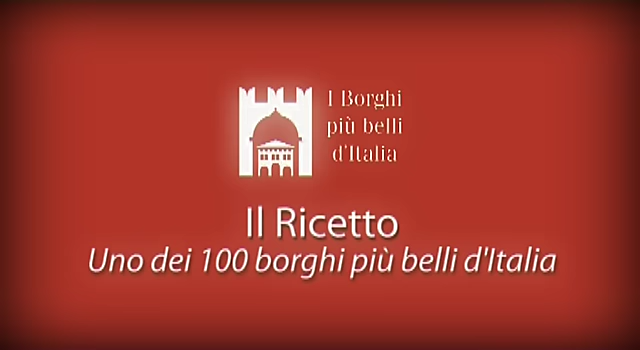 I Borghi
più belli
d'Italia
Il Ricetto
Uno dei 100 borghi più belli d'Italia